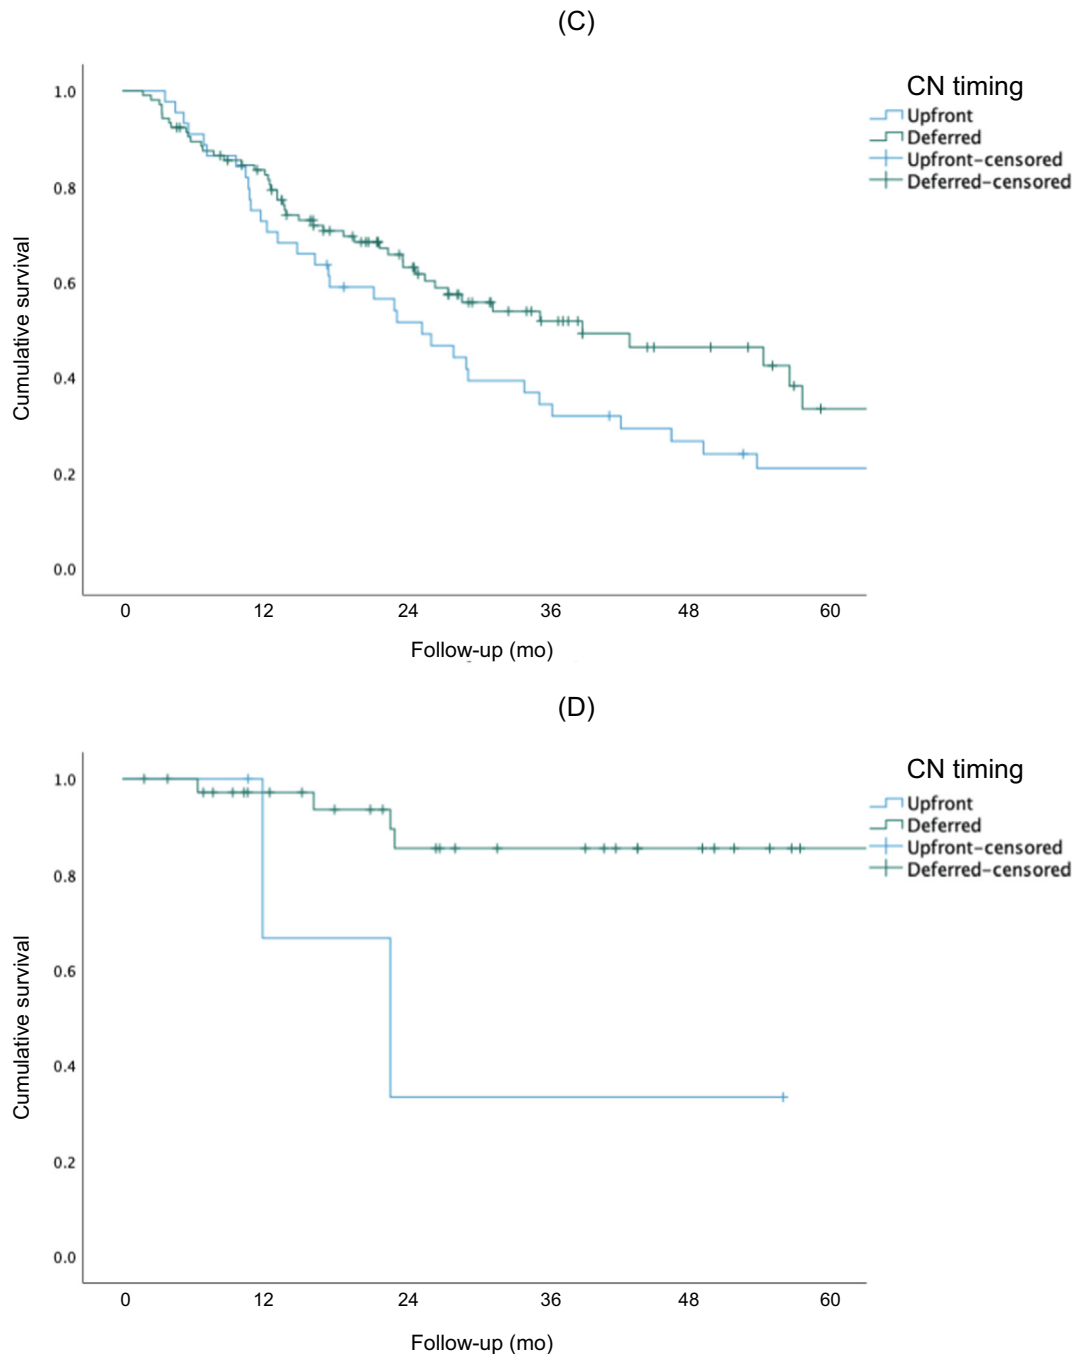 (C)
CN timing
Upfront
Deferred
Upfront-censored
Deferred-censored
Cumulative survival
1.0
0.8
0.6
0.4
0.2
0.0
0 12 24 36 48 60
Follow-up (mo)
(D)
CN timing
Upfront
Deferred
Upfront-censored
Deferred-censored
Cumulative survival
1.0
0.8
0.6
0.4
0.2
0.0
0 12 24 36 48 60
Follow-up (mo)